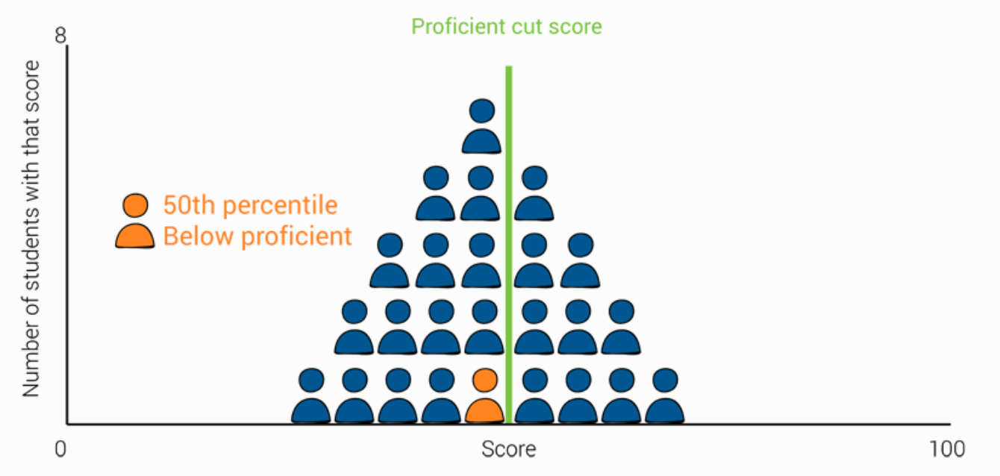 Proficient cut score
8
Number of students with that score
50th percentile
Below proficient
0
Score
100